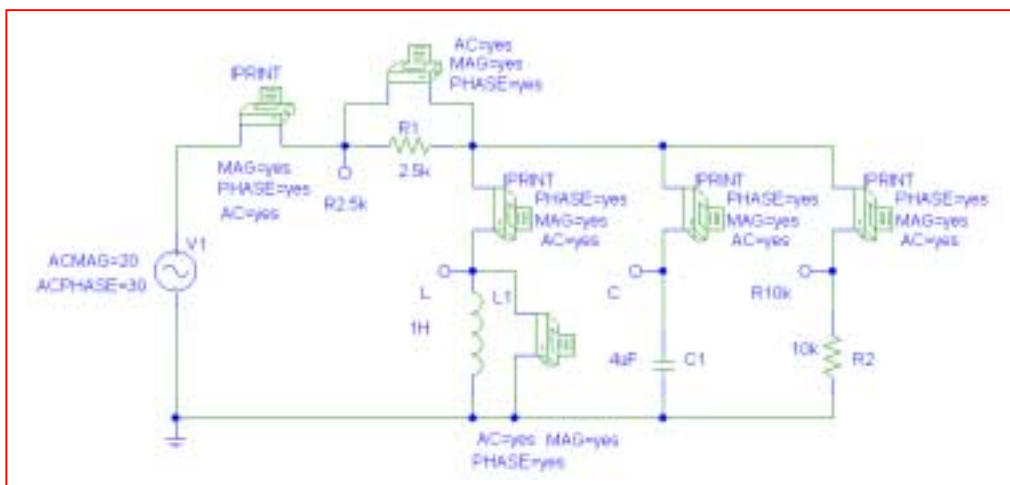 IPRINT
AC=yes
MAG=yes
PHASE=yes
R1
2.5k
MAG=yes
PHASE=yes
AC=yes
R2.5k
IPRINT
PHASE=yes
MAG=yes
AC=yes
IPRINT
PHASE=yes
MAG=yes
AC=yes
IPRINT
PHASE=yes
MAG=yes
AC=yes
V1
ACMAG=20
ACPHASE=30
L
L1
1H
C
4uF
C1
R10k
10k
R2
AC=yes MAG=yes
PHASE=yes